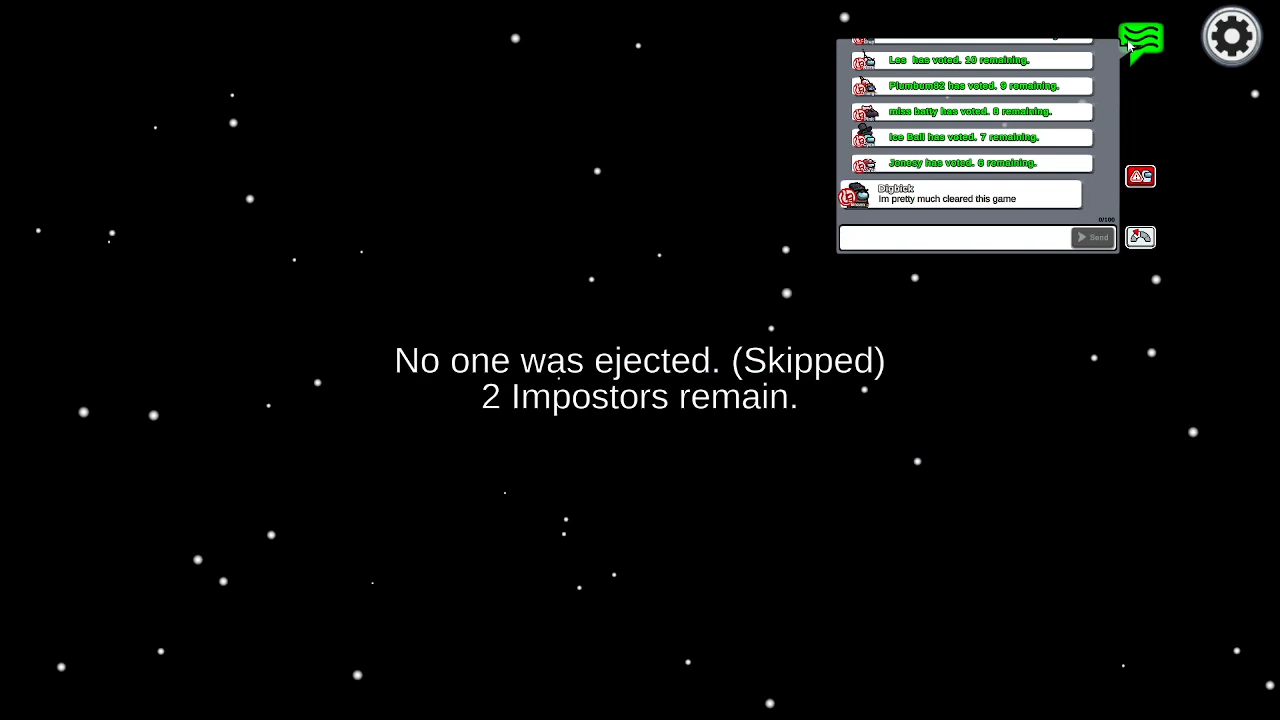 Les has voted. 10 remaining.
Plumbum82 has voted. 9 remaining.
miss batty has voted. 8 remaining.
Ice Ball has voted. 7 remaining.
Jonesy has voted. 6 remaining.
Digbick
Im pretty much cleared this game
0/100
Send
No one was ejected. (Skipped)
2 Impostors remain.